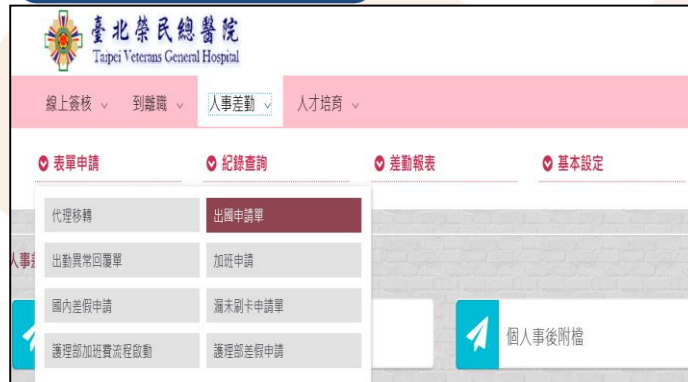 臺北榮民總醫院
Taipei Veterans General Hospital
線上簽核 到離職 人事差勤 人才培育
表單申請 紀錄查詢 差勤報表 基本設定
代理移轉 出國申請單
人事差
出勤異常回覆單 加班申請
國內差假申請 漏未刷卡申請單
個人事後附檔
護理部加班費流程啟動 護理部差假申請